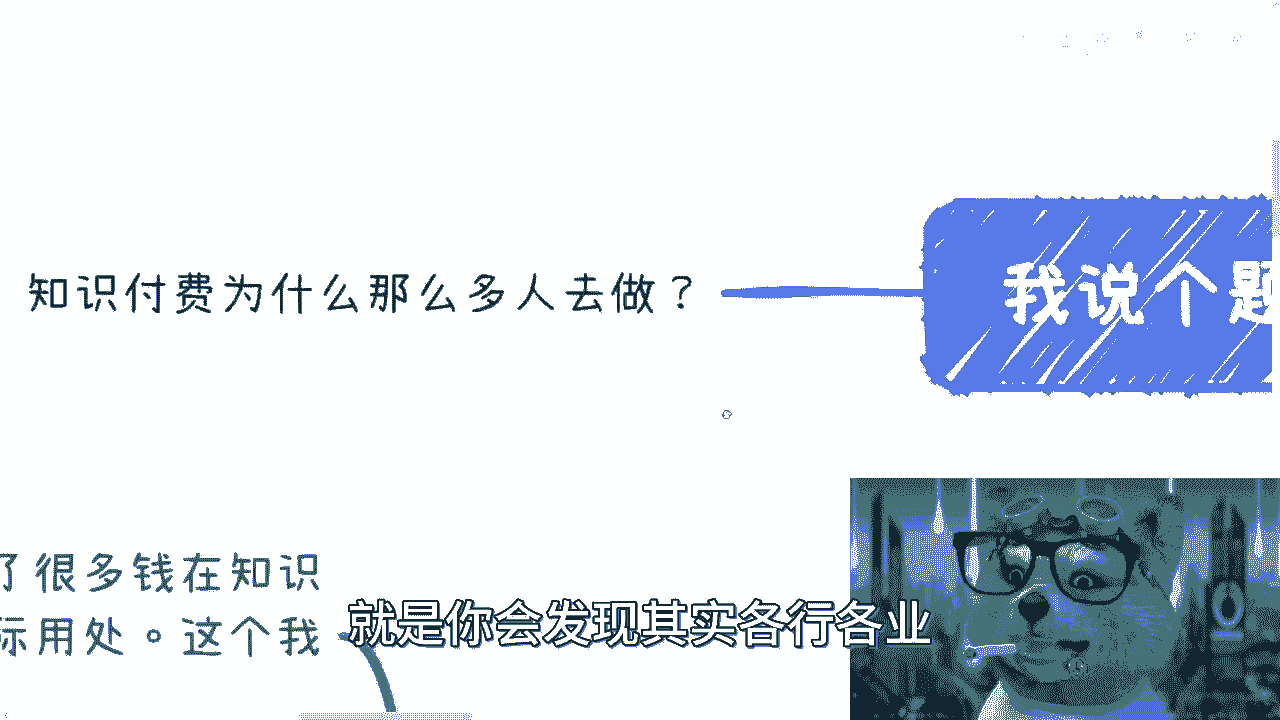 知识付费为什么那么多人去做？
我说个题
了很多钱在知识
际用处。这个我
就是你会发现其实各行各业